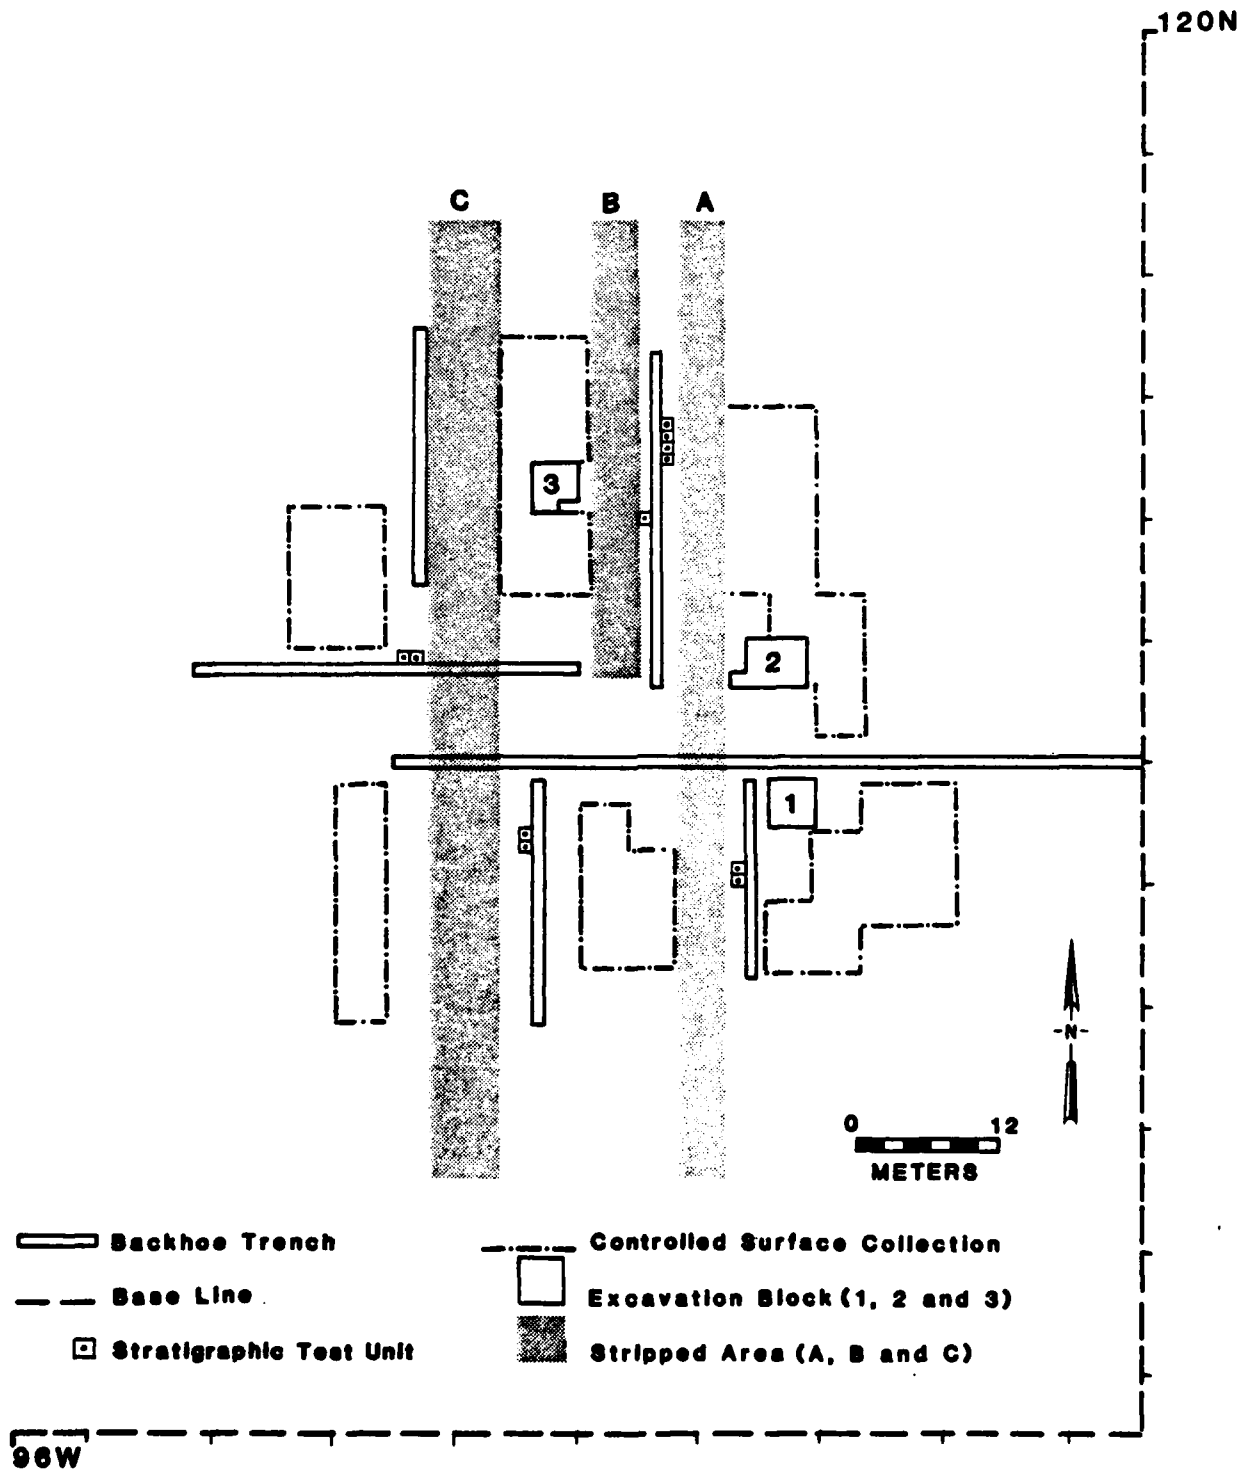 120N
C
B
A
3
2
1
-N-
0 12
METERS
Backhoe Trench
Base Line
Stratigraphic Test Unit
Controlled Surface Collection
Excavation Block (1, 2 and 3)
Stripped Area (A, B and C)
96W